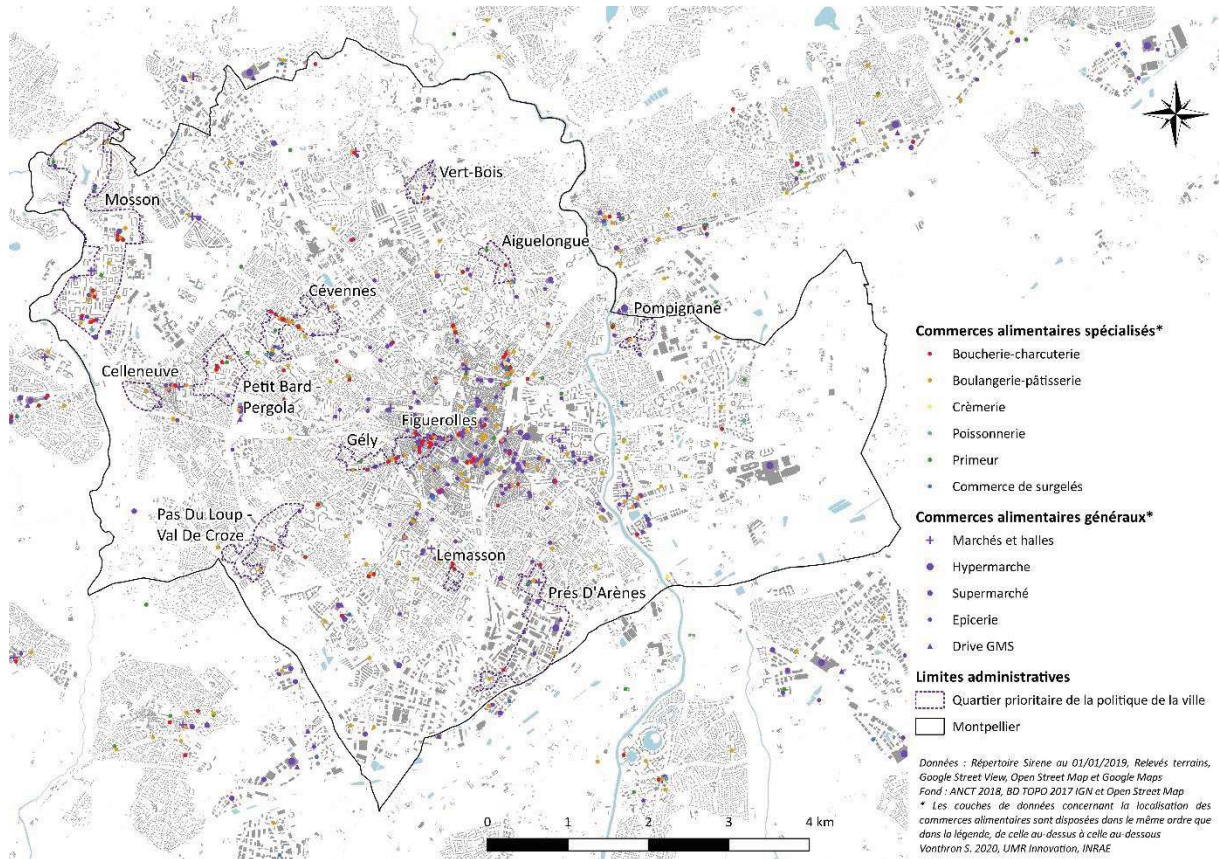 Vert-Bois
Mosson
Aiguelongue
Cévennes
Pompignane
Celleneuve
Petit Bard
Pergola
Figuerolles
Gély
Pas Du Loup -
Val De Croze
Lemasson
Prés D'Arènes
Commerces alimentaires spécialisés*
Boucherie-charcuterie
Boulangerie-pâtisserie
Crèmerie
Poissonnerie
Primeur
Commerce de surgelés
Commerces alimentaires généraux*
Marchés et halles
Hypermarche
Supermarché
Epicerie
Drive GMS
Limites administratives
Quartier prioritaire de la politique de la ville
Montpellier
Données : Répertoire Sirene au 01/01/2019, Relevés terrains,
Google Street View, Open Street Map et Google Maps
Fond : ANCT 2018, BD TOPO 2017 IGN et Open Street Map
* Les couches de données concernant la localisation des
commerces alimentaires sont disposées dans le même ordre que
dans la légende, de celle au-dessus à celle au-dessous
Vonthron S. 2020, UMR Innovation, INRAE
0 1 2 3 4 km